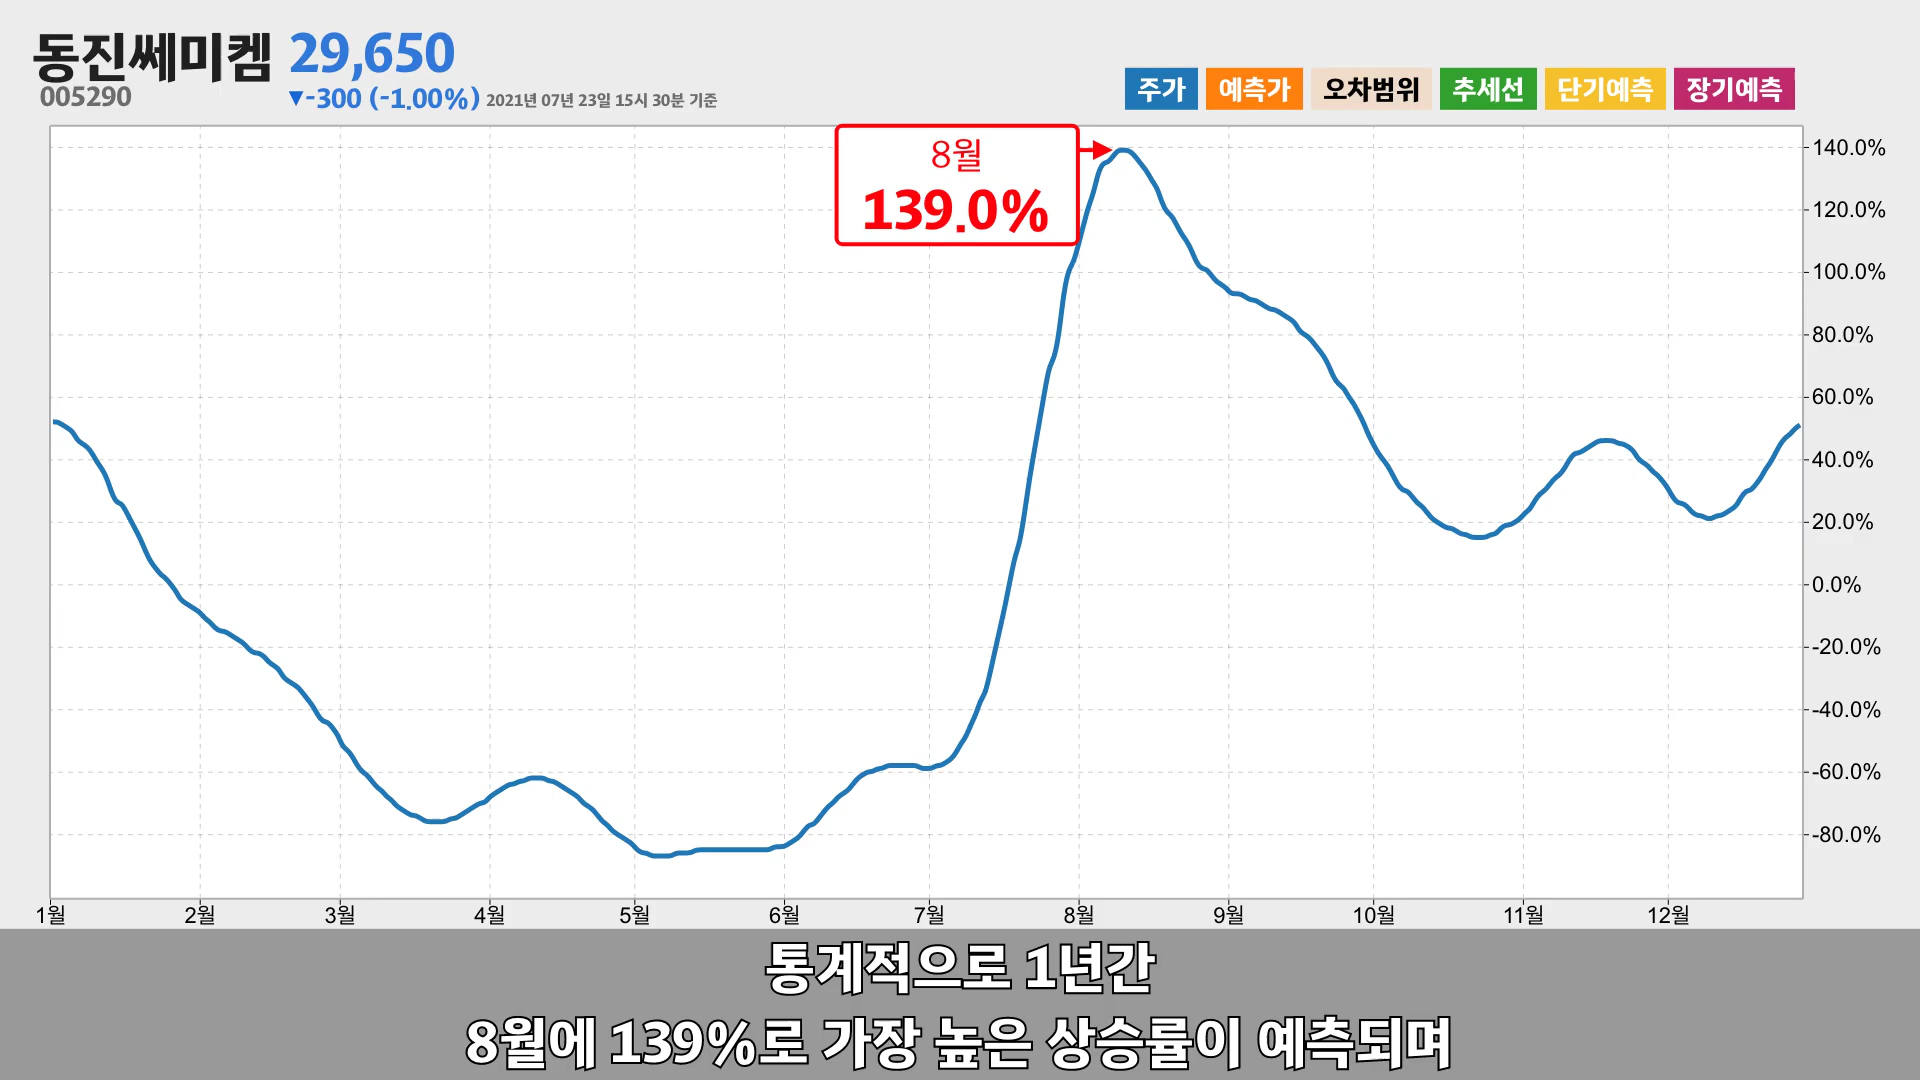 동진쎄미켐 29,650
005290 ▼-300 (-1.00%) 2021년 07년 23일 15시 30분 기준
주가 예측가 오차범위 추세선 단기예측 장기예측
8월
139.0%
140.0%
120.0%
100.0%
80.0%
60.0%
40.0%
20.0%
0.0%
-20.0%
-40.0%
-60.0%
-80.0%
1월 2월 3월 4월 5월 6월 7월 8월 9월 10월 11월 12월
통계적으로 1년간
8월에 139%로 가장 높은 상승률이 예측되며